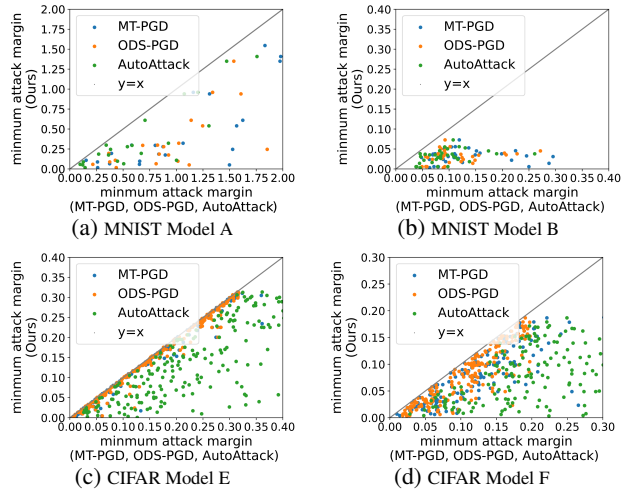 2.00
1.75
1.50
1.25
1.00
0.75
0.50
0.25
0.00
minmum attack margin
(Ours)
MT-PGD
ODS-PGD
AutoAttack
y=x
0.00 0.25 0.50 0.75 1.00 1.25 1.50 1.75 2.00
minmum attack margin
(MT-PGD, ODS-PGD, AutoAttack)
(a) MNIST Model A
0.40
0.35
0.30
0.25
0.20
0.15
0.10
0.05
0.00
minmum attack margin
(Ours)
MT-PGD
ODS-PGD
AutoAttack
y=x
0.00 0.05 0.10 0.15 0.20 0.25 0.30 0.35 0.40
minmum attack margin
(MT-PGD, ODS-PGD, AutoAttack)
(b) MNIST Model B
0.40
0.35
0.30
0.25
0.20
0.15
0.10
0.05
0.00
minmum attack margin
(Ours)
MT-PGD
ODS-PGD
AutoAttack
y=x
0.00 0.05 0.10 0.15 0.20 0.25 0.30 0.35 0.40
minmum attack margin
(MT-PGD, ODS-PGD, AutoAttack)
(c) CIFAR Model E
0.30
0.25
0.20
0.15
0.10
0.05
0.00
minmum attack margin
(Ours)
MT-PGD
ODS-PGD
AutoAttack
y=x
0.00 0.05 0.10 0.15 0.20 0.25 0.30
minmum attack margin
(MT-PGD, ODS-PGD, AutoAttack)
(d) CIFAR Model F